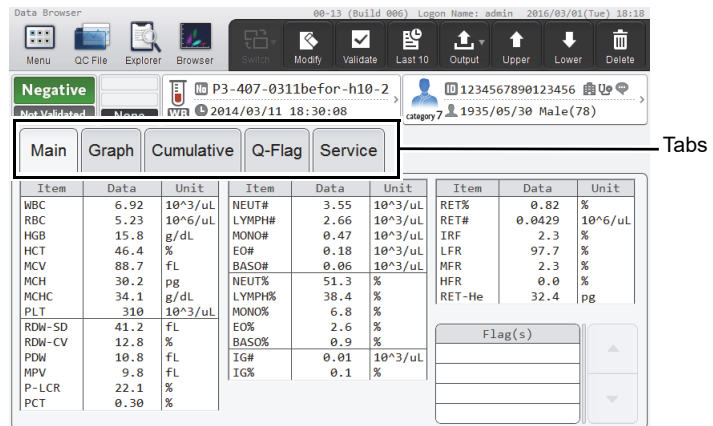 Data Browser 00-13 (Build 006) Logon Name: admin 2016/03/01(Tue) 18:18
Menu QC File Explorer Browser Switch Modify Validate Last 10 Output Upper Lower Delete
Negative No P3-407-0311befor-h10-2 ID 1234567890123456
Not Validated None WB 2014/03/11 18:30:08 category 7 1935/05/30 Male(78)
Main Graph Cumulative Q-Flag Service Tabs
Item Data Unit Item Data Unit Item Data Unit
WBC 6.92 10^3/uL NEUT# 3.55 10^3/uL RET% 0.82 %
RBC 5.23 10^6/uL LYMPH# 2.66 10^3/uL RET# 0.0429 10^6/uL
HGB 15.8 g/dL MONO# 0.47 10^3/uL IRF 2.3 %
HCT 46.4 % EO# 0.18 10^3/uL LFR 97.7 %
MCV 88.7 fL BASO# 0.06 10^3/uL MFR 2.3 %
MCH 30.2 pg NEUT% 51.3 % HFR 0.0 %
MCHC 34.1 g/dL LYMPH% 38.4 % RET-He 32.4 pg
PLT 310 10^3/uL MONO% 6.8 %
RDW-SD 41.2 fL EO% 2.6 % Flag(s)
RDW-CV 12.8 % BASO% 0.9 %
PDW 10.8 fL IG# 0.01 10^3/uL
MPV 9.8 fL IG% 0.1 %
P-LCR 22.1 %
PCT 0.30 %